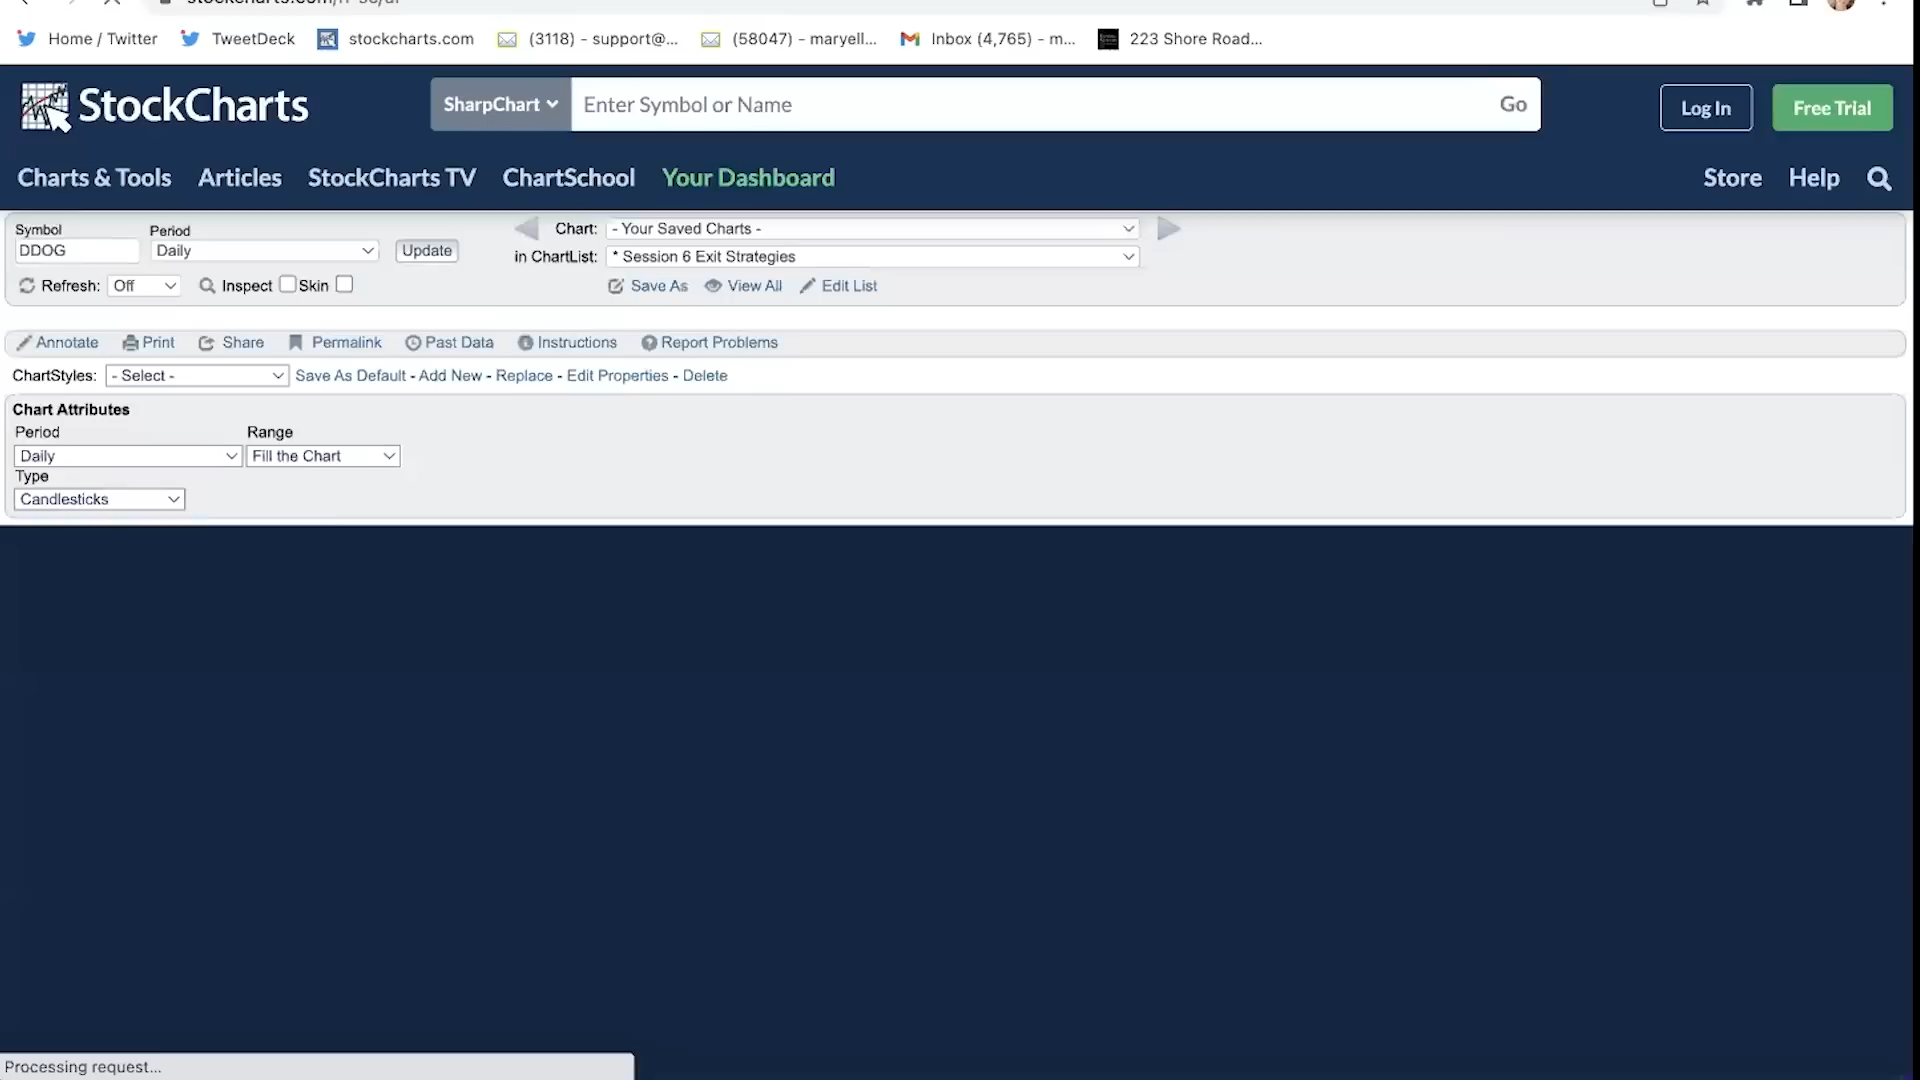 Home / Twitter TweetDeck stockcharts.com (3118) - support@... (58047) - maryell... Inbox (4,765) - m... 223 Shore Road...
StockCharts SharpChart Enter Symbol or Name Go Log In Free Trial
Charts & Tools Articles StockCharts TV ChartSchool Your Dashboard Store Help
Symbol Period Chart: - Your Saved Charts -
DDOG Daily Update in ChartList: * Session 6 Exit Strategies
Refresh: Off Inspect Skin Save As View All Edit List
Annotate Print Share Permalink Past Data Instructions Report Problems
ChartStyles: - Select - Save As Default - Add New - Replace - Edit Properties - Delete
Chart Attributes
Period Range
Daily Fill the Chart
Type
Candlesticks
Processing request...